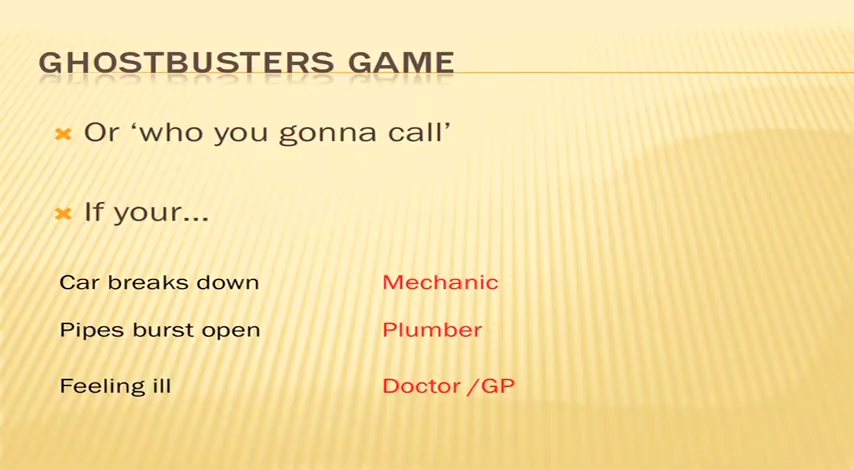 GHOSTBUSTERS GAME
Or ‘who you gonna call’
If your...
Car breaks down Mechanic
Pipes burst open Plumber
Feeling ill Doctor /GP